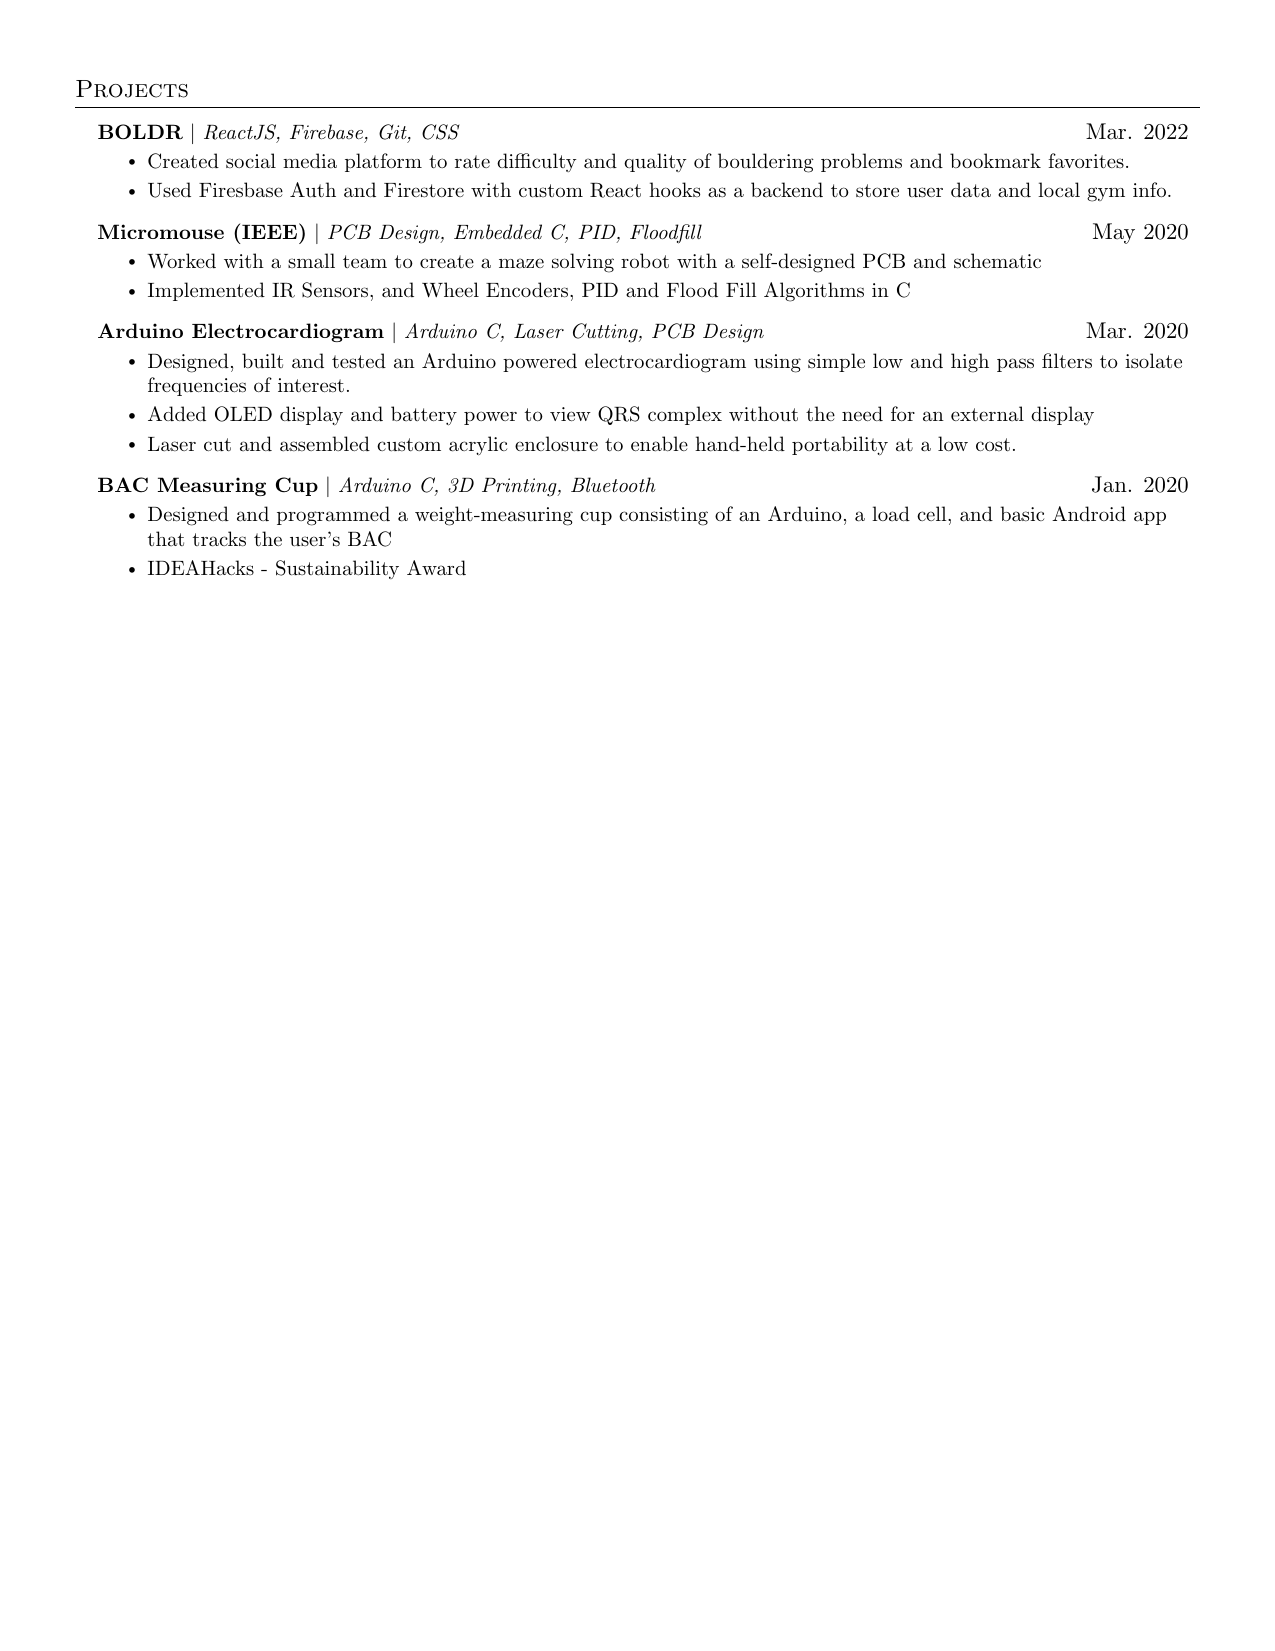 Projects
BOLDR | ReactJS, Firebase, Git, CSS Mar. 2022
• Created social media platform to rate difficulty and quality of bouldering problems and bookmark favorites.
• Used Firesbase Auth and Firestore with custom React hooks as a backend to store user data and local gym info.
Micromouse (IEEE) | PCB Design, Embedded C, PID, Floodfill May 2020
• Worked with a small team to create a maze solving robot with a self-designed PCB and schematic
• Implemented IR Sensors, and Wheel Encoders, PID and Flood Fill Algorithms in C
Arduino Electrocardiogram | Arduino C, Laser Cutting, PCB Design Mar. 2020
• Designed, built and tested an Arduino powered electrocardiogram using simple low and high pass filters to isolate
frequencies of interest.
• Added OLED display and battery power to view QRS complex without the need for an external display
• Laser cut and assembled custom acrylic enclosure to enable hand-held portability at a low cost.
BAC Measuring Cup | Arduino C, 3D Printing, Bluetooth Jan. 2020
• Designed and programmed a weight-measuring cup consisting of an Arduino, a load cell, and basic Android app
that tracks the user's BAC
• IDEAHacks - Sustainability Award